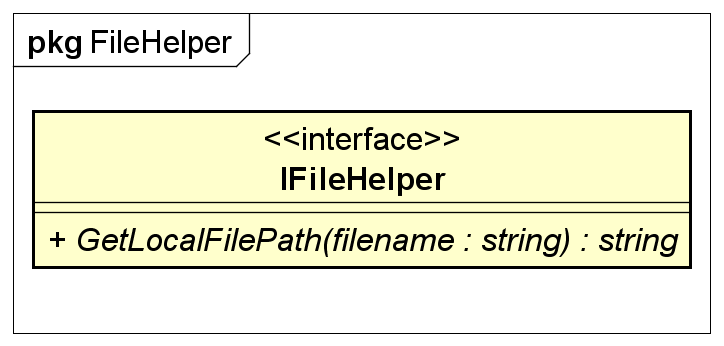 pkg FileHelper
<<interface>>
IFileHelper
+ GetLocalFilePath(filename : string) : string